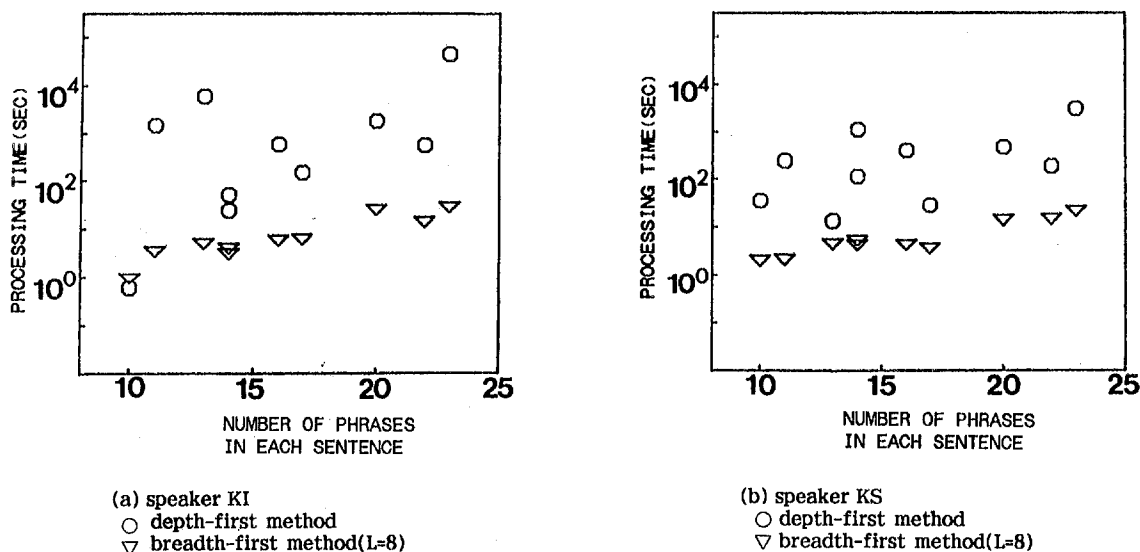 PROCESSING TIME(SEC)
10⁴
10²
10⁰
10 15 20 25
NUMBER OF PHRASES
IN EACH SENTENCE
(a) speaker KI
○ depth-first method
▽ breadth-first method(L=8)
PROCESSING TIME(SEC)
10⁴
10²
10⁰
10 15 20 25
NUMBER OF PHRASES
IN EACH SENTENCE
(b) speaker KS
○ depth-first method
▽ breadth-first method(L=8)